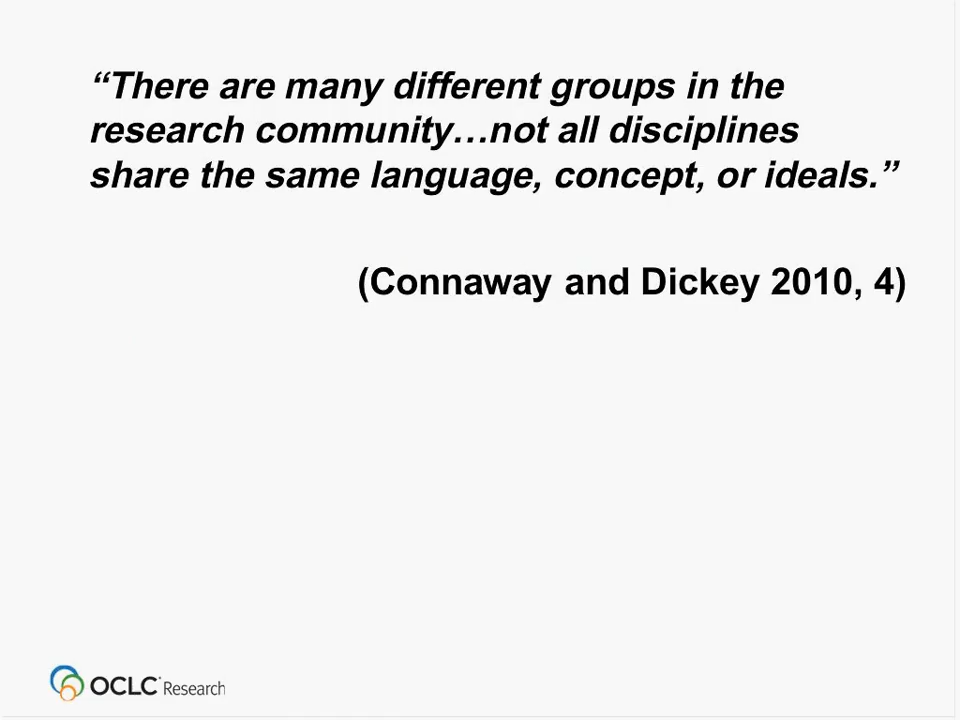 “There are many different groups in the
research community…not all disciplines
share the same language, concept, or ideals.”
(Connaway and Dickey 2010, 4)
OCLC Research